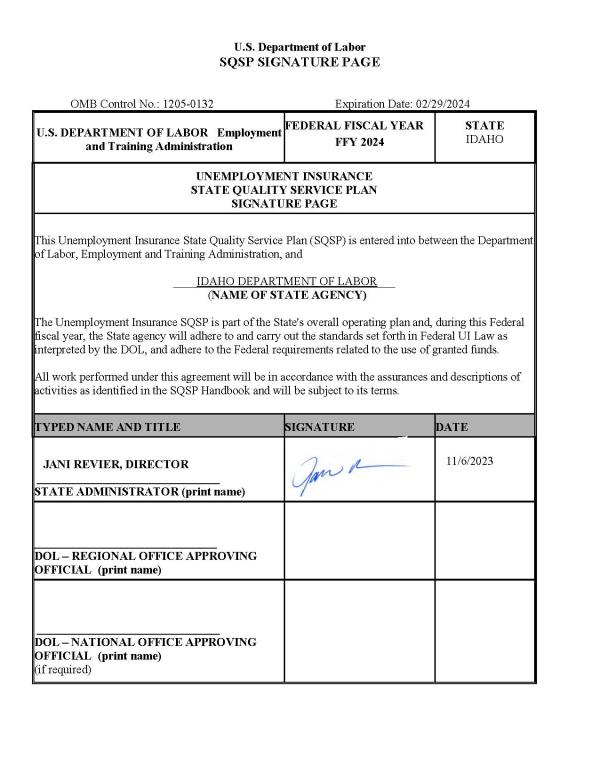 U.S. Department of Labor
SQSP SIGNATURE PAGE
OMB Control No.: 1205-0132 Expiration Date: 02/29/2024
U.S. DEPARTMENT OF LABOR Employment
and Training Administration
FEDERAL FISCAL YEAR
FFY 2024
STATE
IDAHO
UNEMPLOYMENT INSURANCE
STATE QUALITY SERVICE PLAN
SIGNATURE PAGE
This Unemployment Insurance State Quality Service Plan (SQSP) is entered into between the Department
of Labor, Employment and Training Administration, and
IDAHO DEPARTMENT OF LABOR
(NAME OF STATE AGENCY)
The Unemployment Insurance SQSP is part of the State's overall operating plan and, during this Federal
fiscal year, the State agency will adhere to and carry out the standards set forth in Federal UI Law as
interpreted by the DOL, and adhere to the Federal requirements related to the use of granted funds.
All work performed under this agreement will be in accordance with the assurances and descriptions of
activities as identified in the SQSP Handbook and will be subject to its terms.
TYPED NAME AND TITLE SIGNATURE DATE
JANI REVIER, DIRECTOR
11/6/2023
STATE ADMINISTRATOR (print name)
DOL – REGIONAL OFFICE APPROVING
OFFICIAL (print name)
DOL – NATIONAL OFFICE APPROVING
OFFICIAL (print name)
(if required)